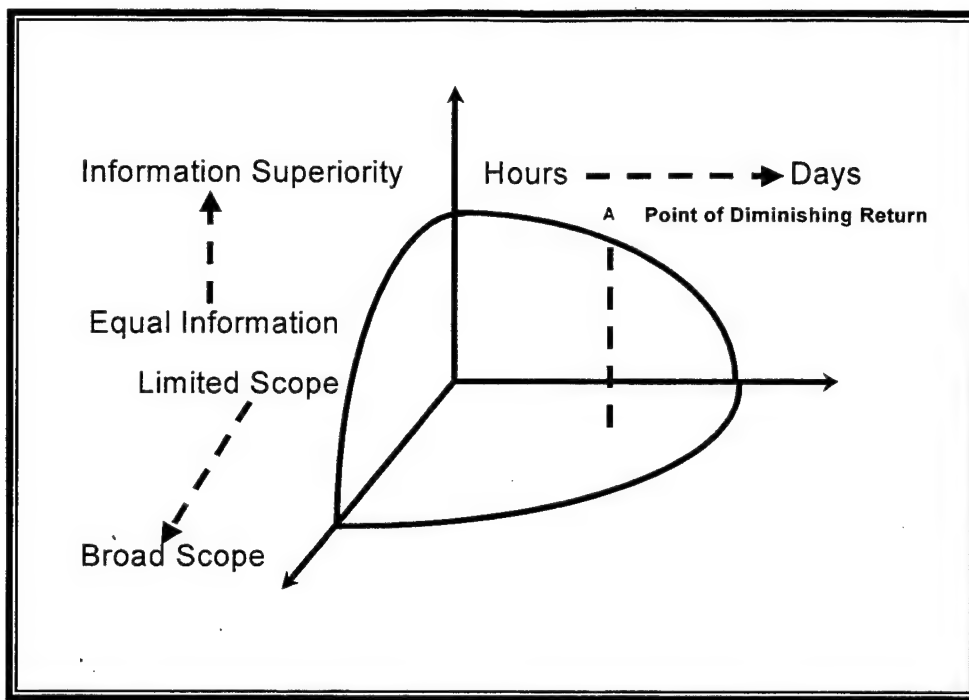 Information Superiority
Hours Days
A Point of Diminishing Return
Equal Information
Limited Scope
Broad Scope